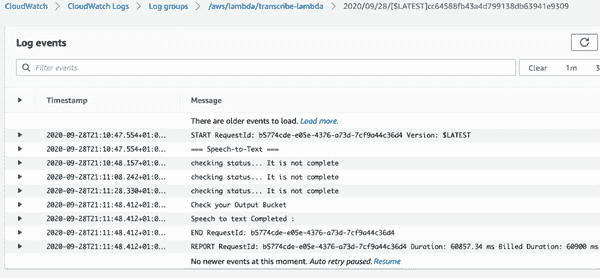 CloudWatch > CloudWatch Logs > Log groups > /aws/lambda/transcribe-lambda > 2020/09/28/[$LATEST]cc64588fb43a4d799138db63941e9309
Log events
Filter events Clear 1m 3
Timestamp Message
There are older events to load. Load more.
2020-09-28T21:10:47.554+01:0... START RequestId: b5774cde-e05e-4376-a73d-7cf9a44c36d4 Version: $LATEST
2020-09-28T21:10:47.554+01:0... === Speech-to-Text ===
2020-09-28T21:10:48.157+01:0... checking status... It is not complete
2020-09-28T21:11:08.242+01:0... checking status... It is not complete
2020-09-28T21:11:28.330+01:0... checking status... It is not complete
2020-09-28T21:11:48.412+01:0... Check your Output Bucket
2020-09-28T21:11:48.412+01:0... Speech to text Completed :
2020-09-28T21:11:48.412+01:0... END RequestId: b5774cde-e05e-4376-a73d-7cf9a44c36d4
2020-09-28T21:11:48.412+01:0... REPORT RequestId: b5774cde-e05e-4376-a73d-7cf9a44c36d4 Duration: 60857.34 ms Billed Duration: 60900 ms
No newer events at this moment. Auto retry paused. Resume